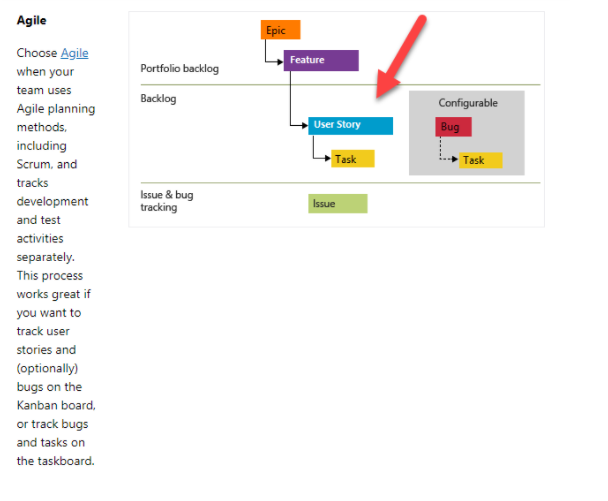 Agile
Choose Agile
when your
team uses
Agile planning
methods,
including
Scrum, and
tracks
development
and test
activities
separately.
This process
works great if
you want to
track user
stories and
(optionally)
bugs on the
Kanban board,
or track bugs
and tasks on
the taskboard.
Epic
Feature
Portfolio backlog
Backlog
Configurable
User Story
Bug
Task
Task
Issue & bug
tracking
Issue